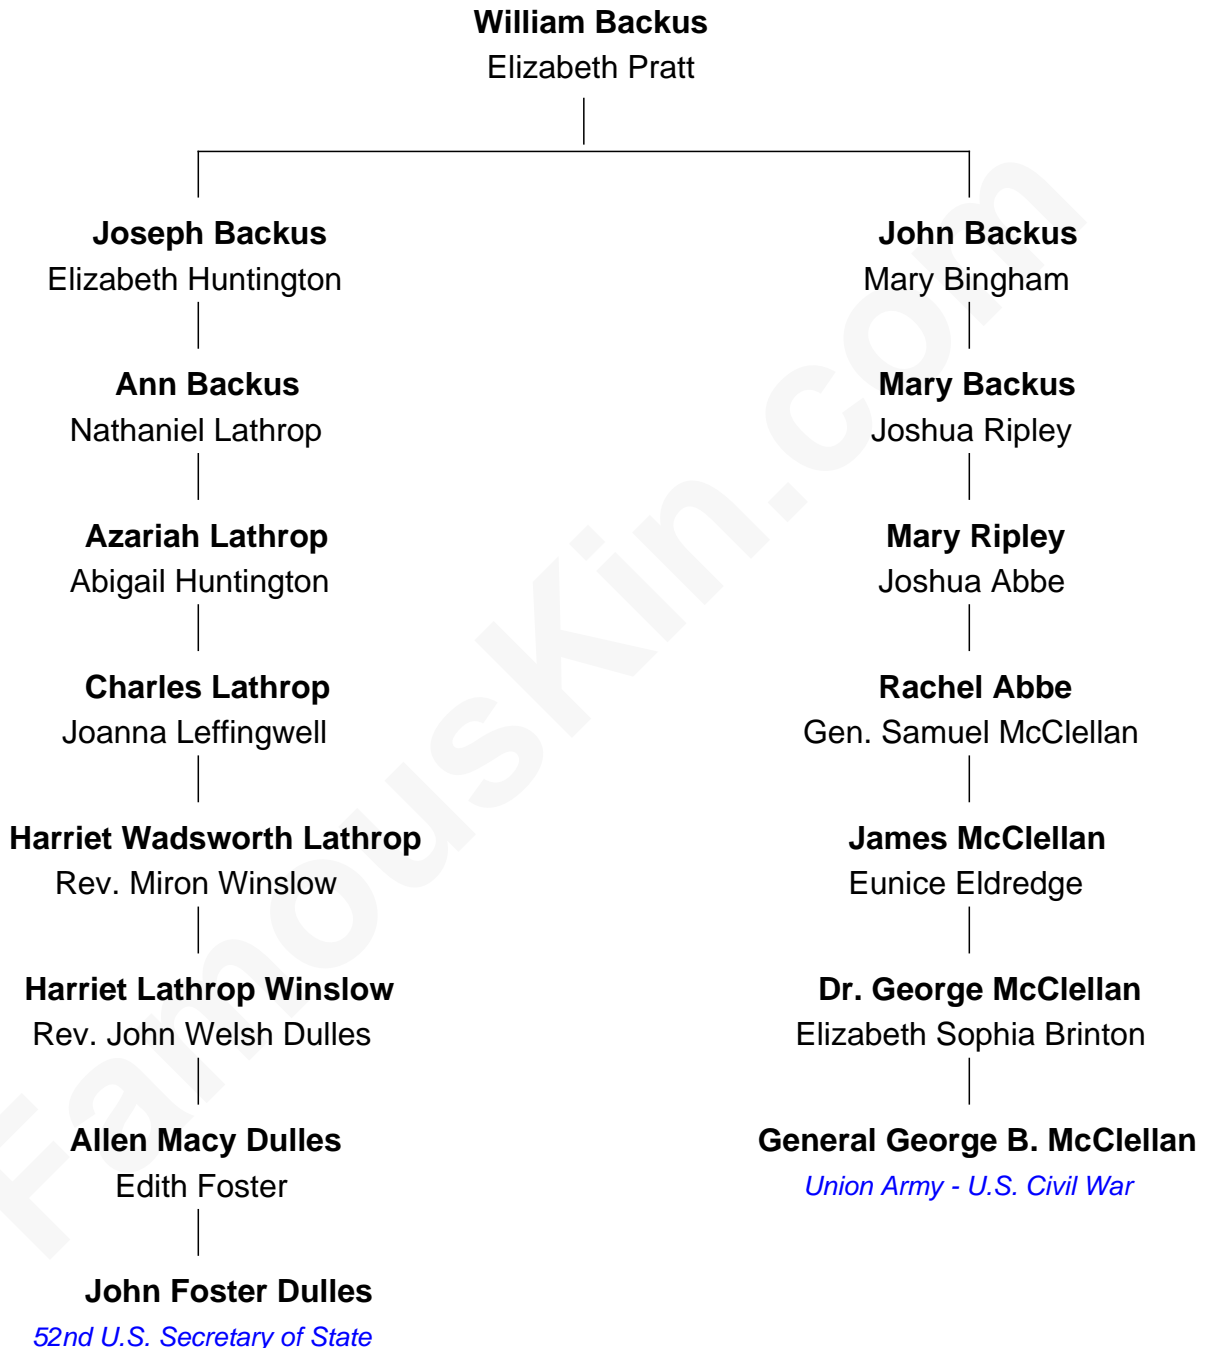 William Backus
Elizabeth Pratt
Joseph Backus
Elizabeth Huntington
John Backus
Mary Bingham
Ann Backus
Nathaniel Lathrop
Mary Backus
Joshua Ripley
Azariah Lathrop
Abigail Huntington
Mary Ripley
Joshua Abbe
Charles Lathrop
Joanna Leffingwell
Rachel Abbe
Gen. Samuel McClellan
Harriet Wadsworth Lathrop
Rev. Miron Winslow
James McClellan
Eunice Eldredge
Harriet Lathrop Winslow
Rev. John Welsh Dulles
Dr. George McClellan
Elizabeth Sophia Brinton
Allen Macy Dulles
Edith Foster
General George B. McClellan
Union Army - U.S. Civil War
John Foster Dulles
52nd U.S. Secretary of State
FamousKin.com